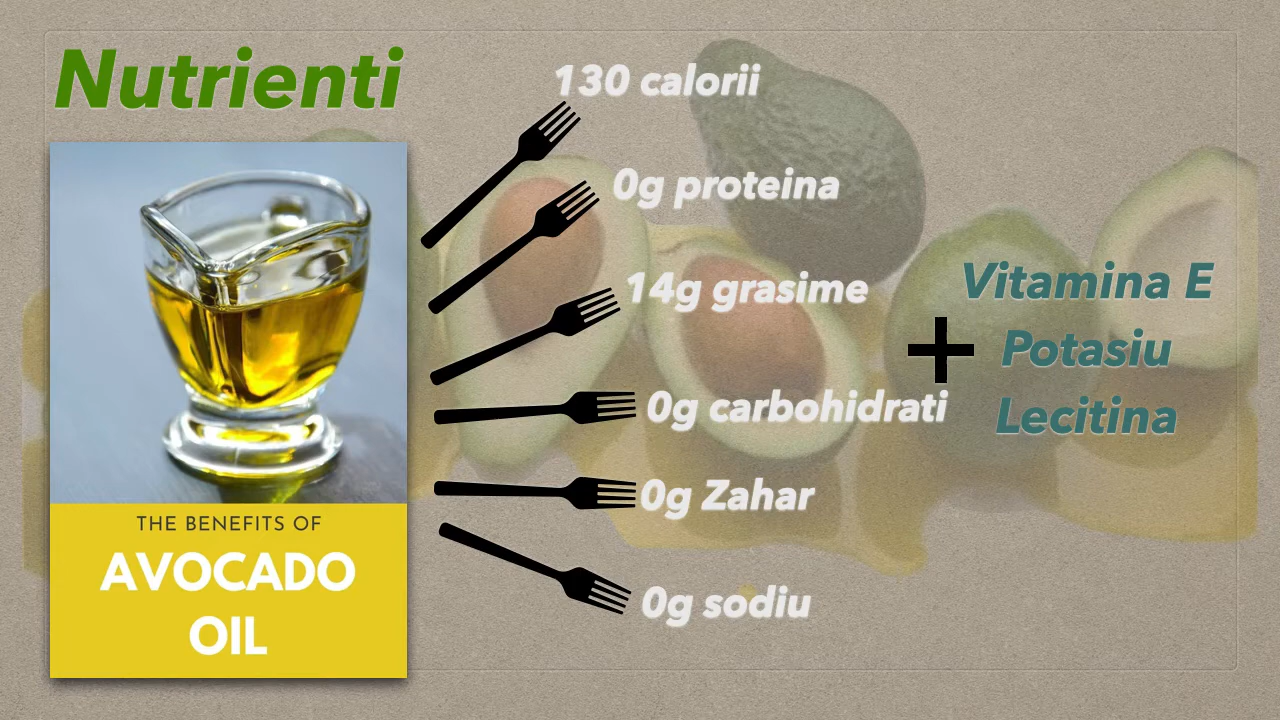 Nutrienti
THE BENEFITS OF
AVOCADO
OIL
130 calorii
0g proteina
14g grasime
0g carbohidrati
0g Zahar
0g sodiu
+
Vitamina E
Potasiu
Lecitina